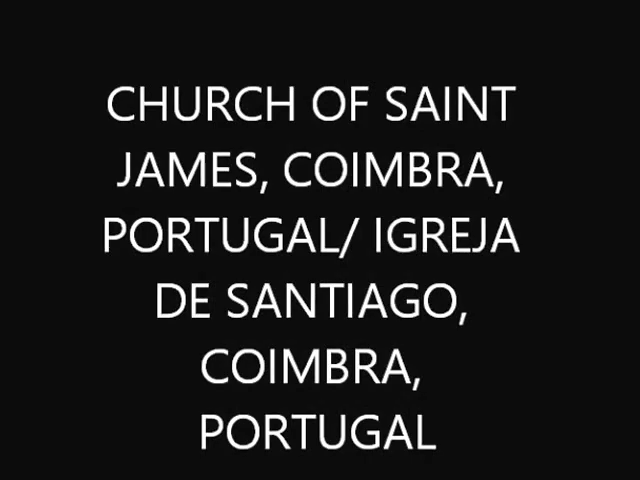 CHURCH OF SAINT
JAMES, COIMBRA,
PORTUGAL/ IGREJA
DE SANTIAGO,
COIMBRA,
PORTUGAL